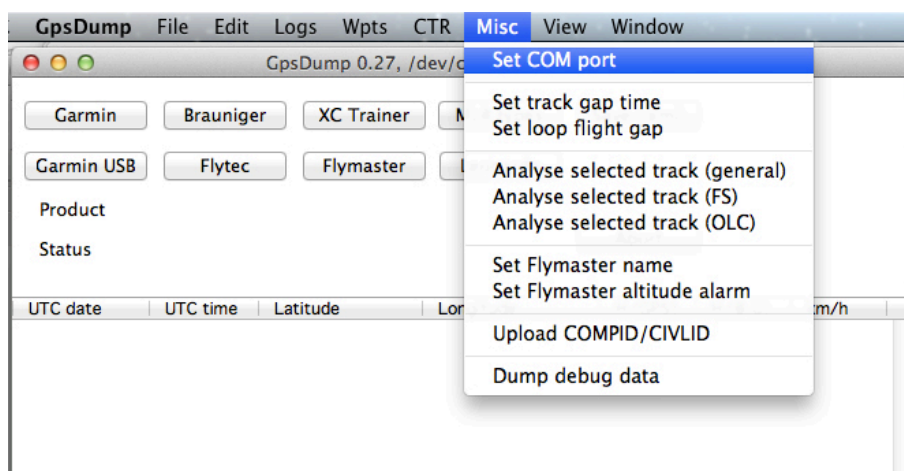 GpsDump File Edit Logs Wpts CTR Misc View Window
GpsDump 0.27, /dev/c
Set COM port
Garmin Brauniger XC Trainer
Set track gap time
Set loop flight gap
Garmin USB Flytec Flymaster
Analyse selected track (general)
Analyse selected track (FS)
Analyse selected track (OLC)
Product
Status
Set Flymaster name
Set Flymaster altitude alarm
UTC date UTC time Latitude km/h
Upload COMPID/CIVLID
Dump debug data